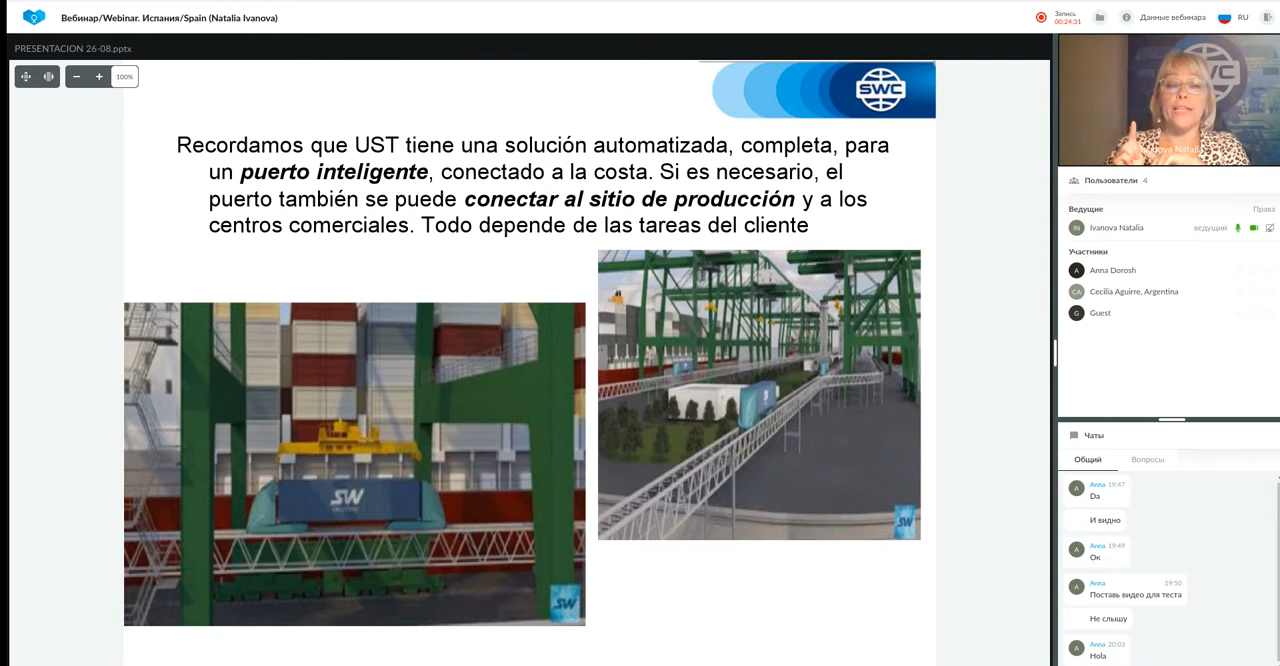 Вебинар/Webinar. Испания/Spain (Natalia Ivanova)
Запись
00:24:31
Данные вебинара
RU
PRESENTACION 26-08.pptx
100%
SWC
Recordamos que UST tiene una solución automatizada, completa, para
un puerto inteligente, conectado a la costa. Si es necesario, el
puerto también se puede conectar al sitio de producción y a los
centros comerciales. Todo depende de las tareas del cliente
SW
SW
SW
Пользователи 4
Ведущие
Права
IN
Ivanova Natalia
ведущий
Участники
A
Anna Dorosh
CA
Cecilia Aguirre, Argentina
G
Guest
Чаты
Общий
Вопросы
A
Anna 19:47
Da
И видно
A
Anna 19:49
Ок
A
Anna 19:50
Поставь видео для теста
Не слышу
A
Anna 20:03
Hola